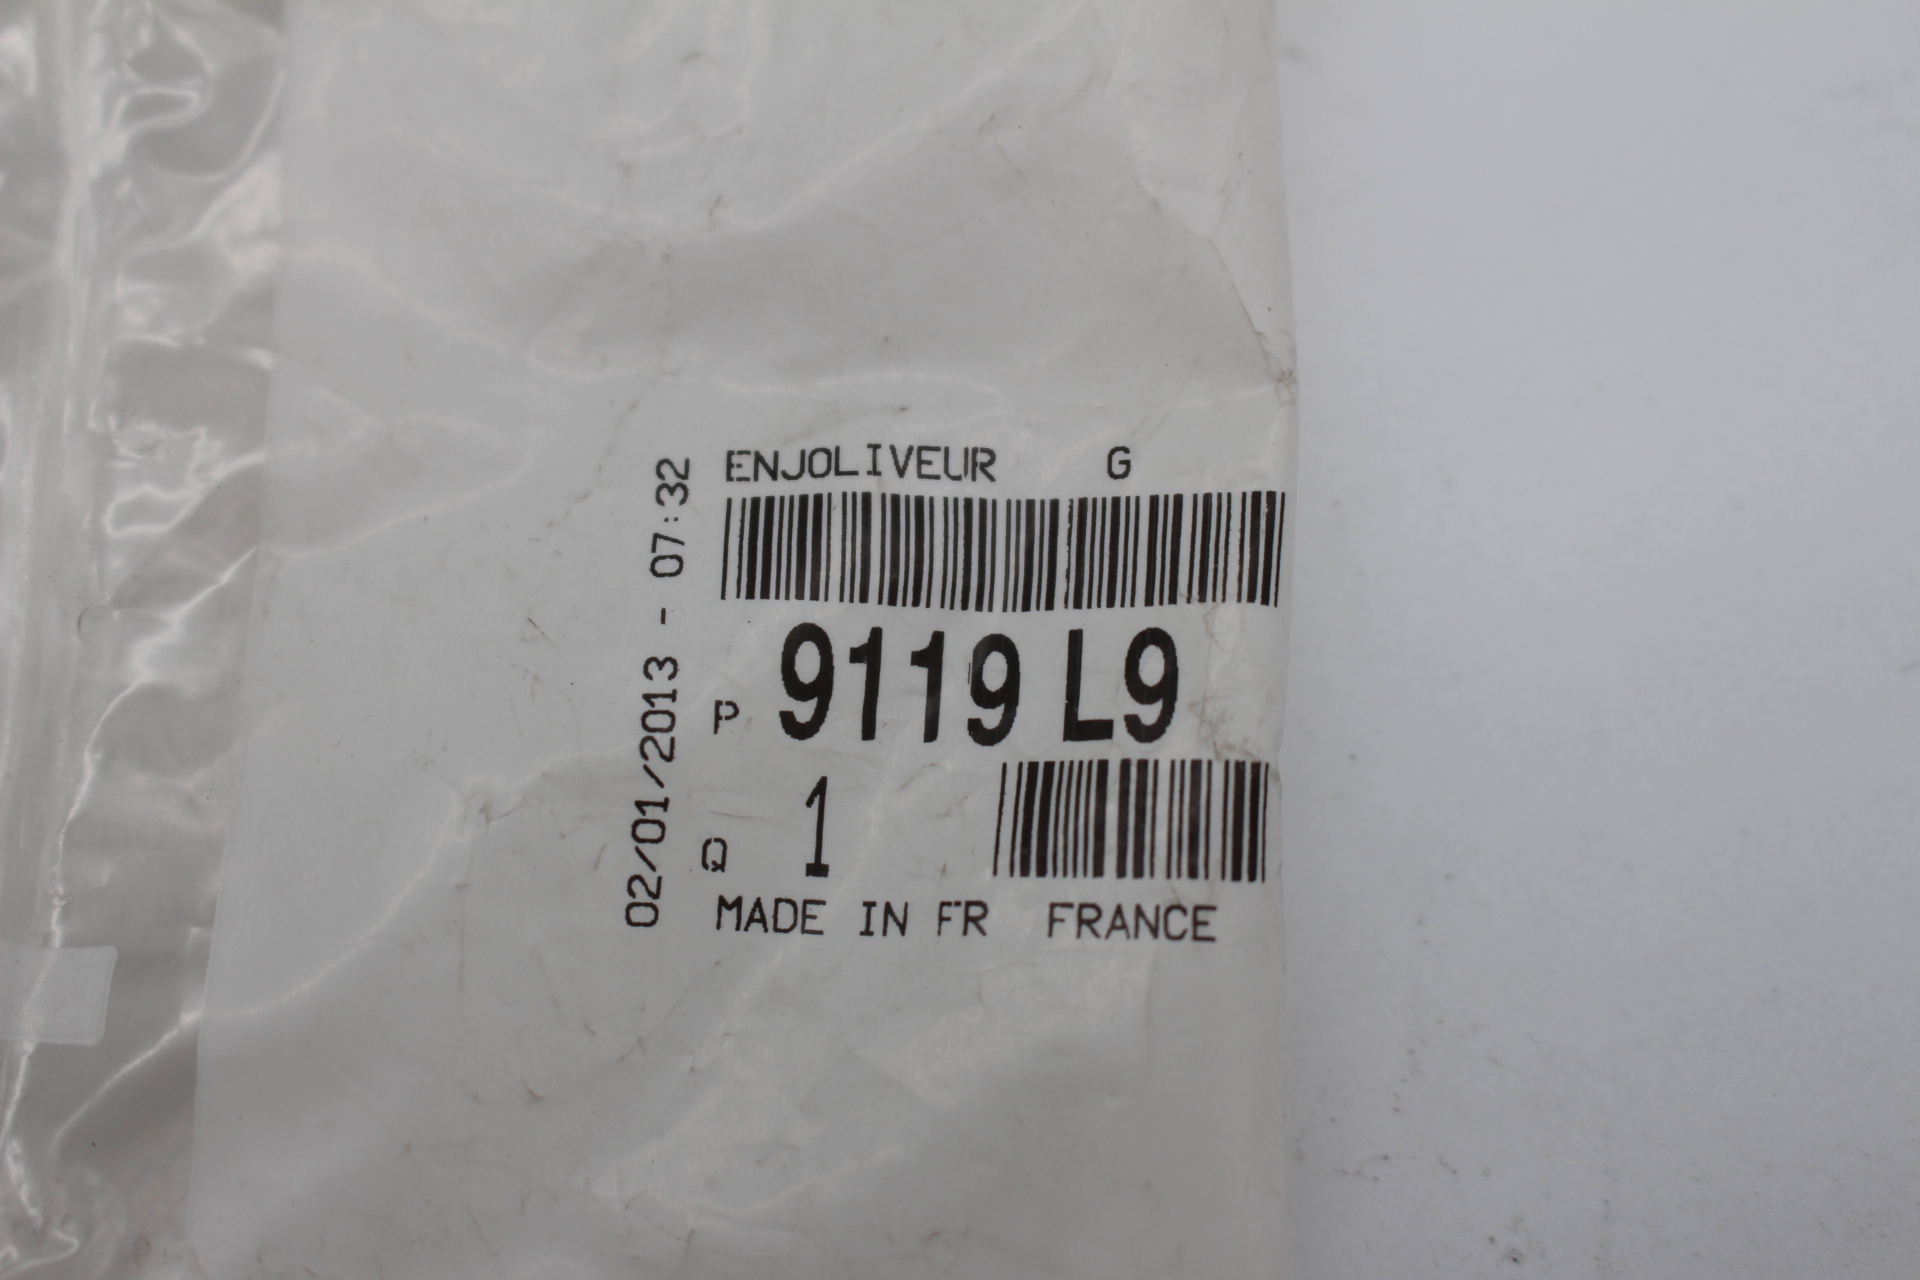 ENJOLIVEUR G
P 9119 L9
Q 1
MADE IN FR FRANCE
02/01/2013 - 07:32